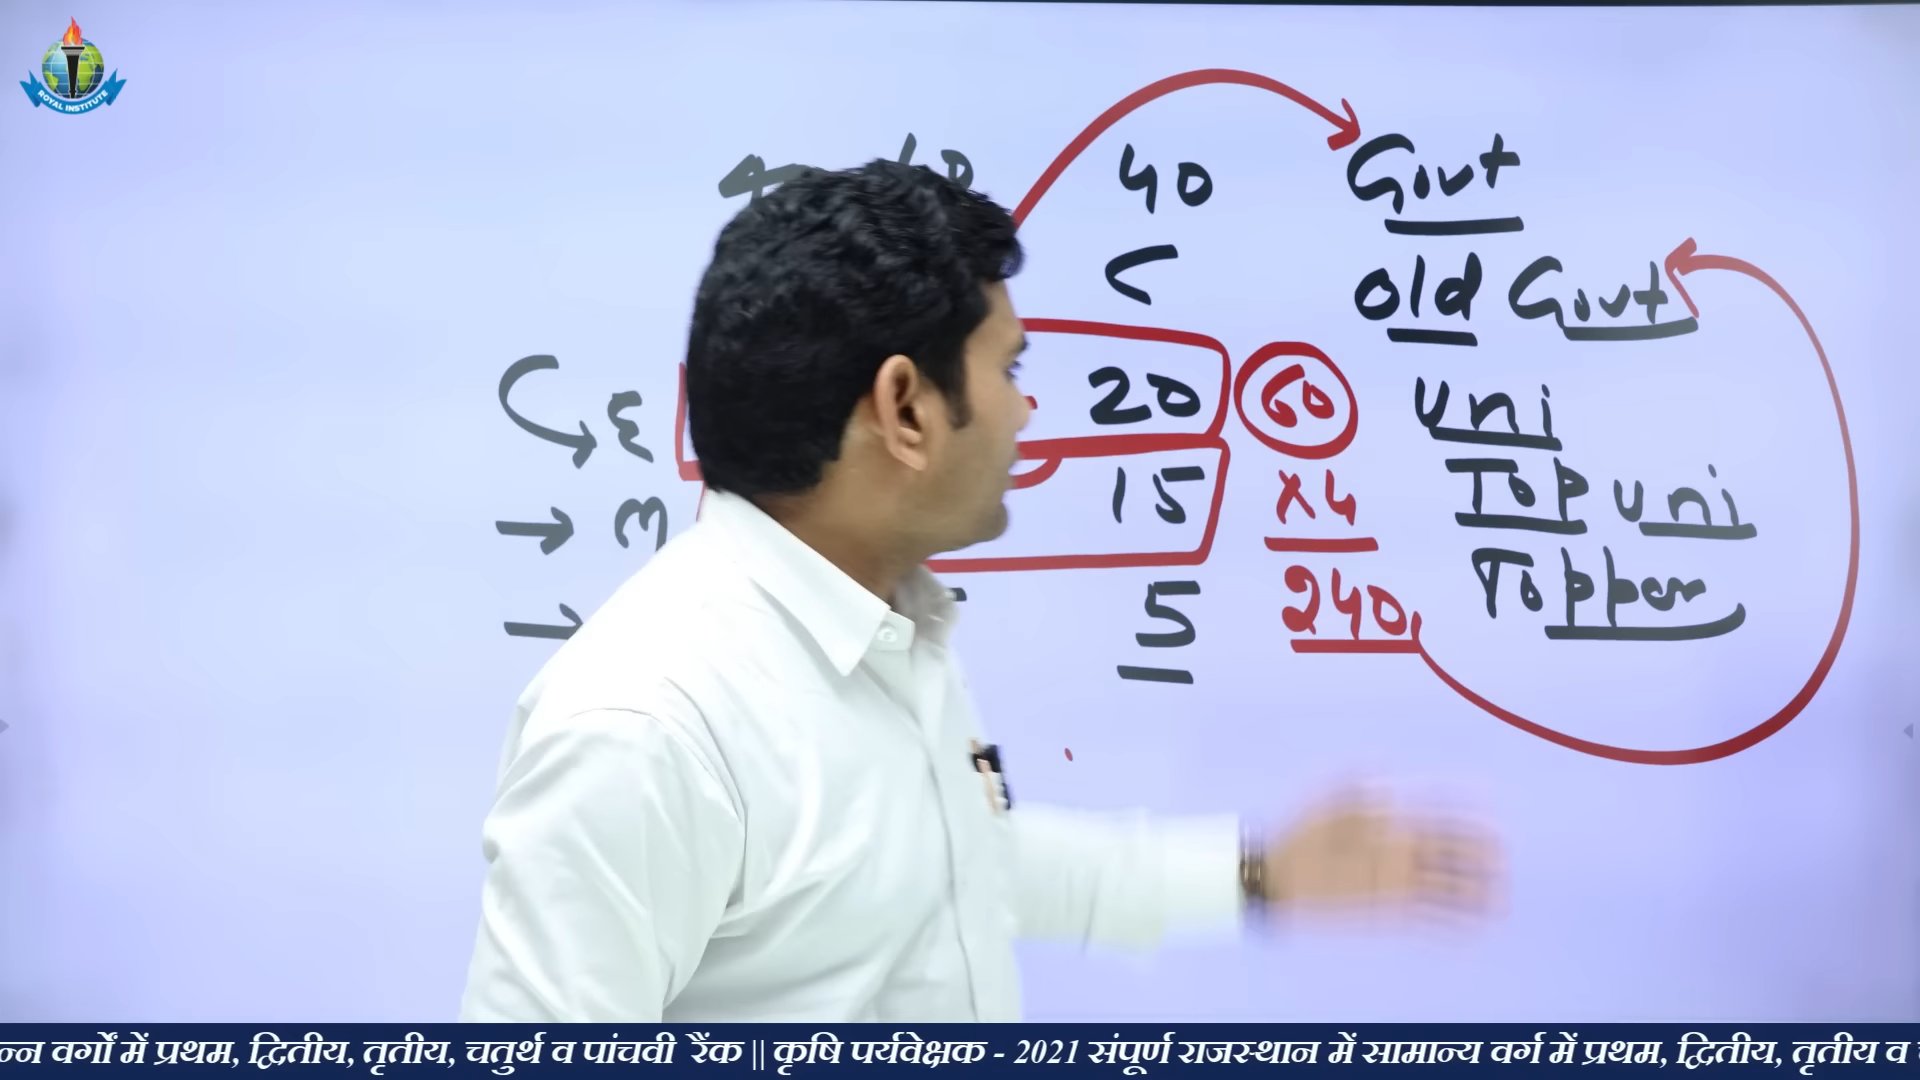 ROYAL INSTITUTE
40 Govt
C old Govt
E 20 60 uni
M 15 x4 Top uni
5 240 Topper
न्न वर्गों में प्रथम, द्वितीय, तृतीय, चतुर्थ व पांचवी रैंक || कृषि पर्यवेक्षक - 2021 संपूर्ण राजस्थान में सामान्य वर्ग में प्रथम, द्वितीय, तृतीय व